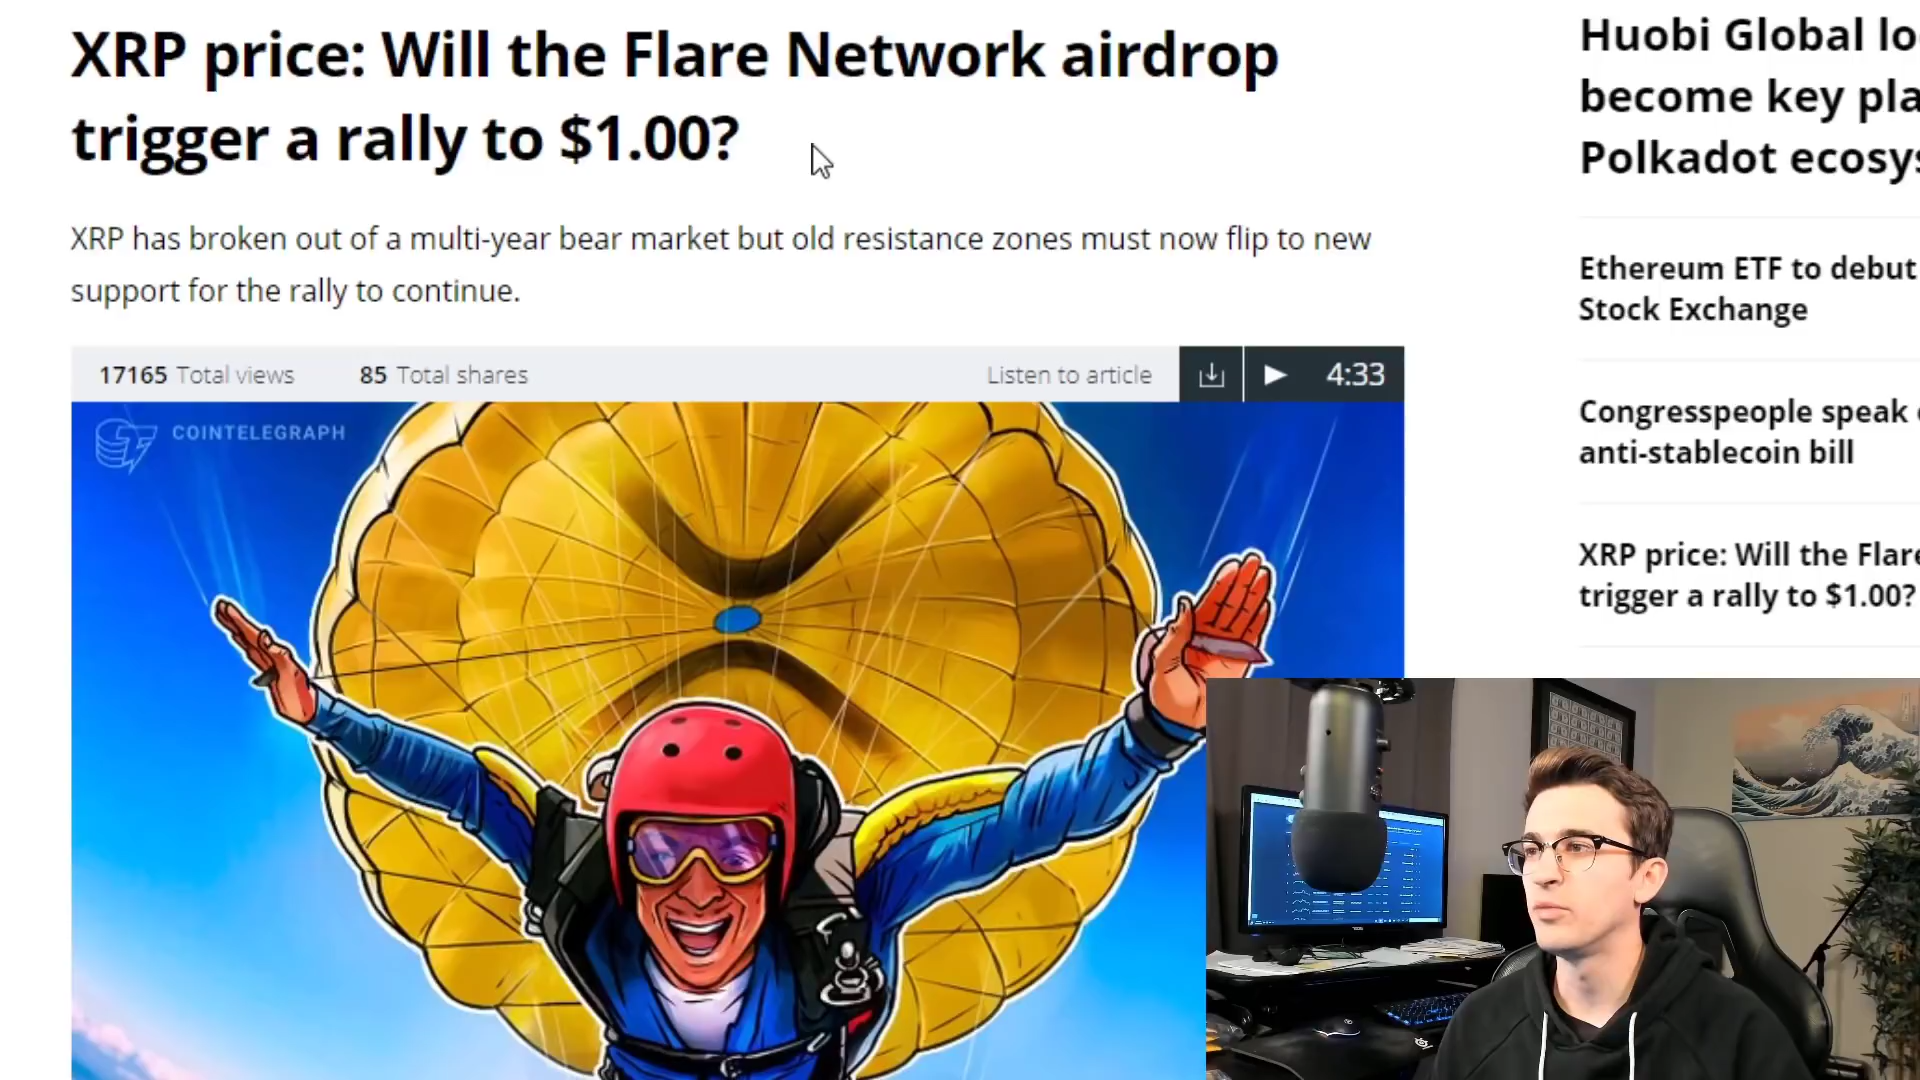 XRP price: Will the Flare Network airdrop
trigger a rally to $1.00?
XRP has broken out of a multi-year bear market but old resistance zones must now flip to new
support for the rally to continue.
17165 Total views 85 Total shares Listen to article 4:33
COINTELEGRAPH
Huobi Global lo
become key pla
Polkadot ecosys
Ethereum ETF to debut
Stock Exchange
Congresspeople speak
anti-stablecoin bill
XRP price: Will the Flare
trigger a rally to $1.00?